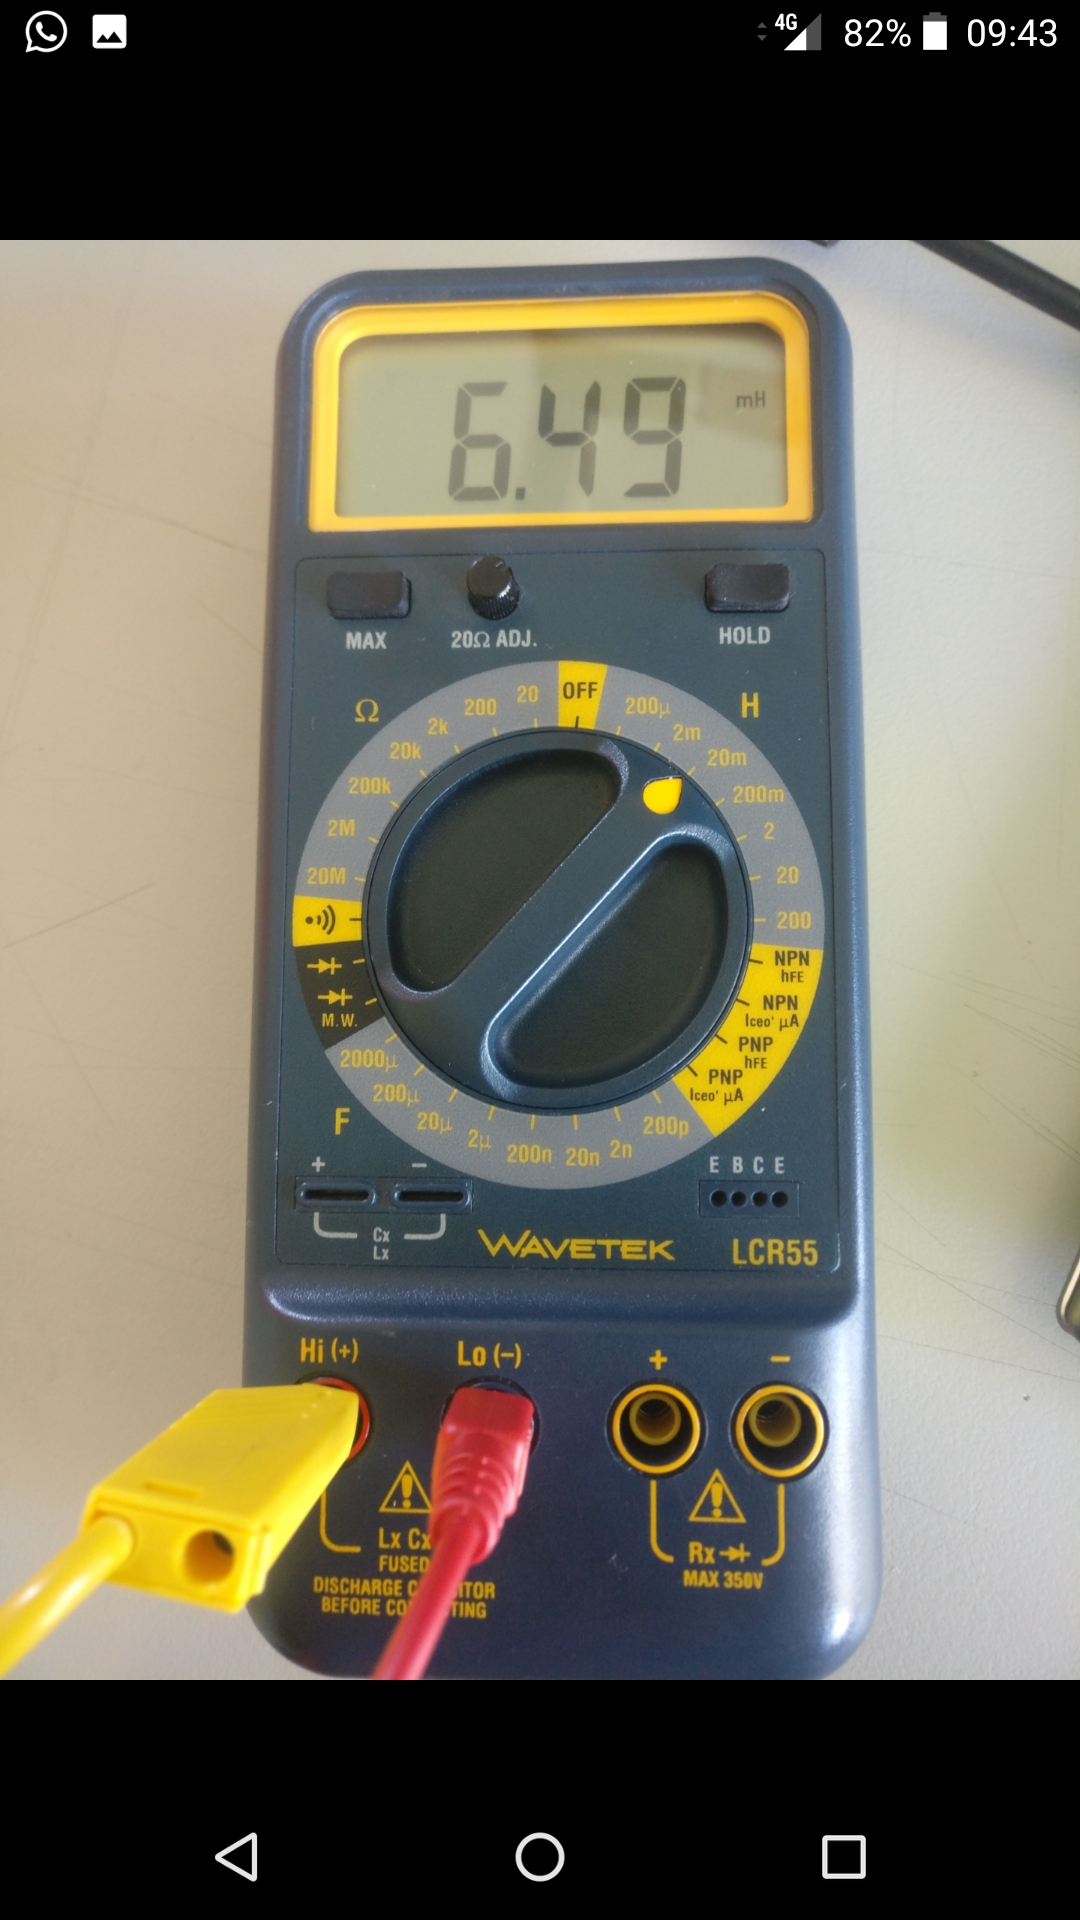 4G 82% 09:43
6.49 mH
MAX 20Ω ADJ. HOLD
Ω H
OFF
200µ
2m
20m
200m
2
20
200
NPN
hFE
NPN
Iceo' µA
PNP
hFE
PNP
Iceo' µA
200p
2n
20n
200n
2µ
20µ
200µ
2000µ
M.W.
20M
2M
200k
20k
2k
200
20
F
+ −
Cx
Lx
E B C E
WAVETEK LCR55
Hi (+) Lo (−) + −
Lx Cx
FUSED
DISCHARGE
BEFORE
Rx
MAX 350V